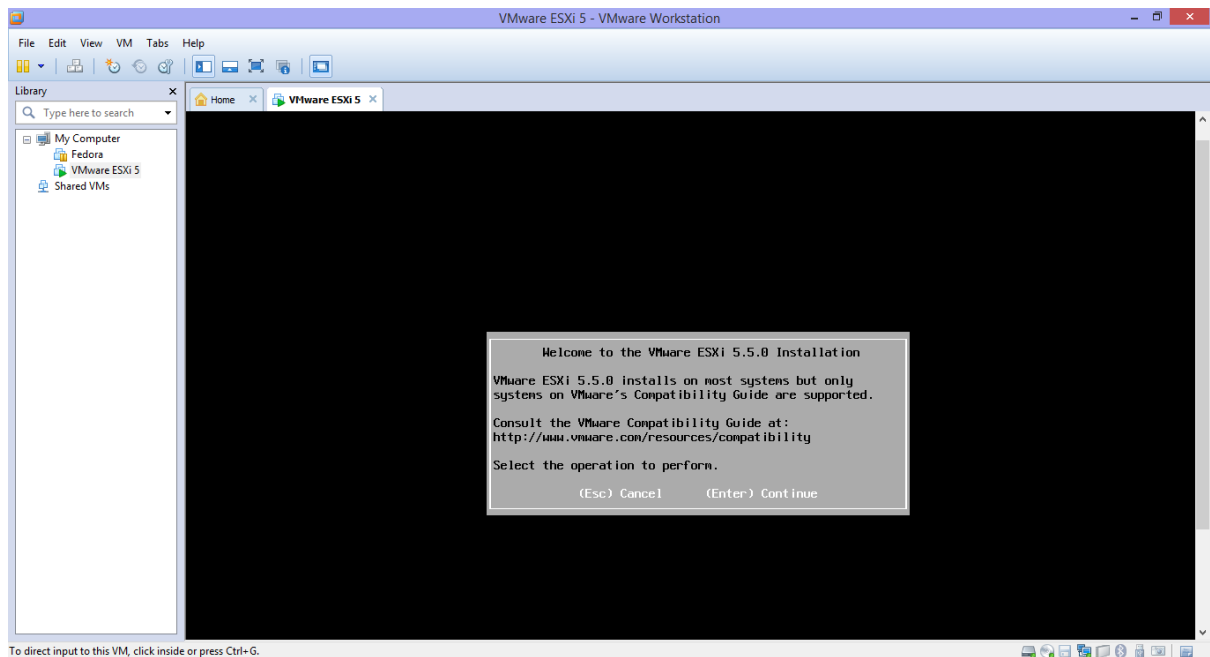 VMware ESXi 5 - VMware Workstation
File Edit View VM Tabs Help
Library
Home
VMware ESXi 5
Type here to search
My Computer
Fedora
VMware ESXi 5
Shared VMs
Welcome to the VMware ESXi 5.5.0 Installation
VMware ESXi 5.5.0 installs on most systems but only
systems on VMware's Compatibility Guide are supported.
Consult the VMware Compatibility Guide at:
http://www.vmware.com/resources/compatibility
Select the operation to perform.
(Esc) Cancel (Enter) Continue
To direct input to this VM, click inside or press Ctrl+G.